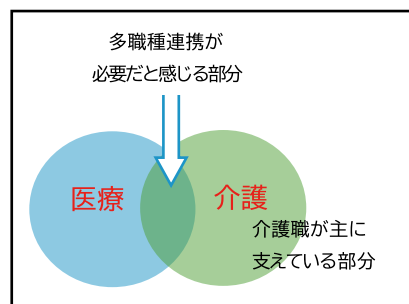 多職種連携が
必要だと感じる部分
医療
介護
介護職が主に
支えている部分